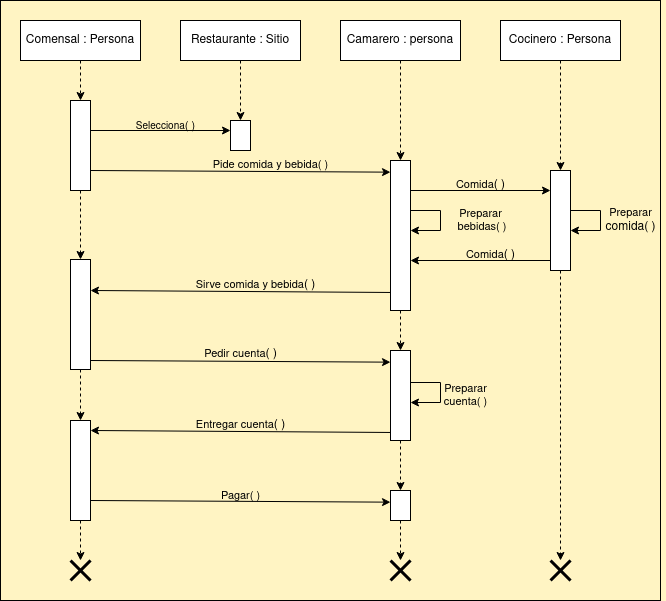 Comensal : Persona
Restaurante : Sitio
Camarero : persona
Cocinero : Persona
Selecciona( )
Pide comida y bebida( )
Comida( )
Preparar
bebidas( )
Preparar
comida( )
Comida( )
Sirve comida y bebida( )
Pedir cuenta( )
Preparar
cuenta( )
Entregar cuenta( )
Pagar( )